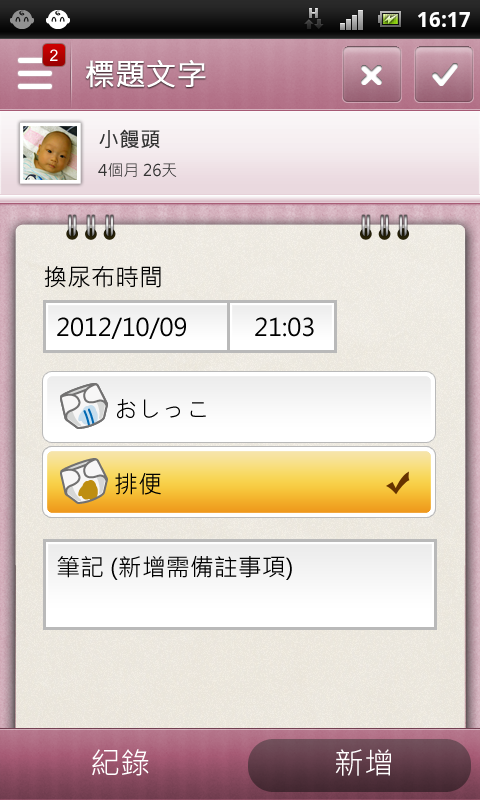 H
16:17
2
標題文字
小饅頭
4個月 26天
換尿布時間
2012/10/09 21:03
おしっこ
排便
筆記 (新增需備註事項)
紀錄 新增